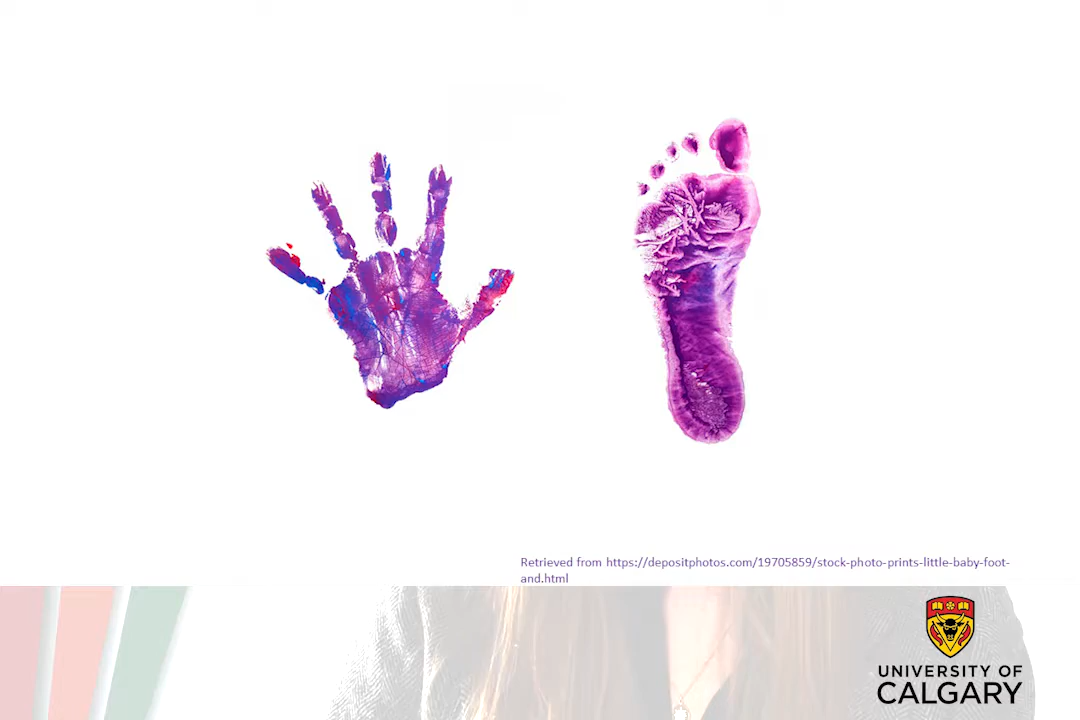 Retrieved from https://depositphotos.com/19705859/stock-photo-prints-little-baby-foot-
and.html
UNIVERSITY OF
CALGARY